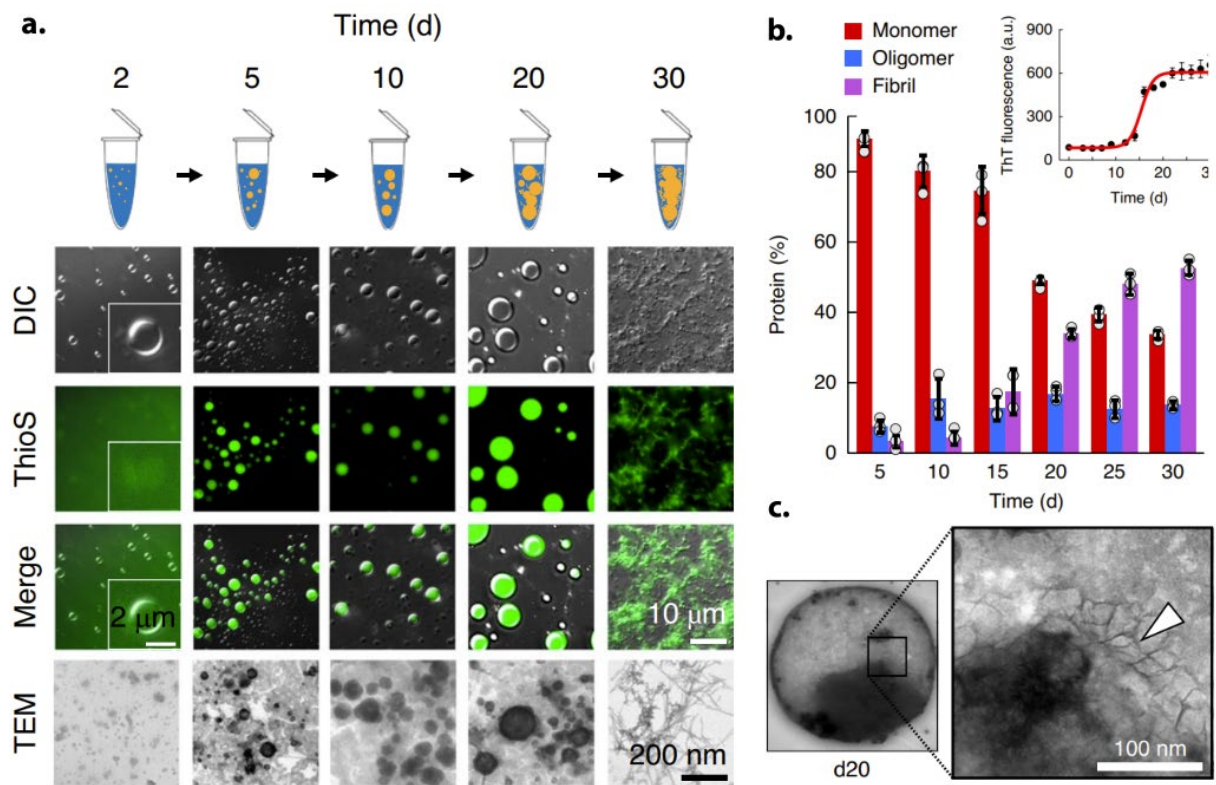 a.
Time (d)
2 5 10 20 30
DIC
ThioS
Merge
2 μm
10 μm
TEM
200 nm
b.
Monomer
Oligomer
Fibril
ThT fluorescence (a.u.)
900
600
300
0
0 10 20 3
Time (d)
Protein (%)
100
80
60
40
20
0
5 10 15 20 25 30
Time (d)
c.
d20
100 nm